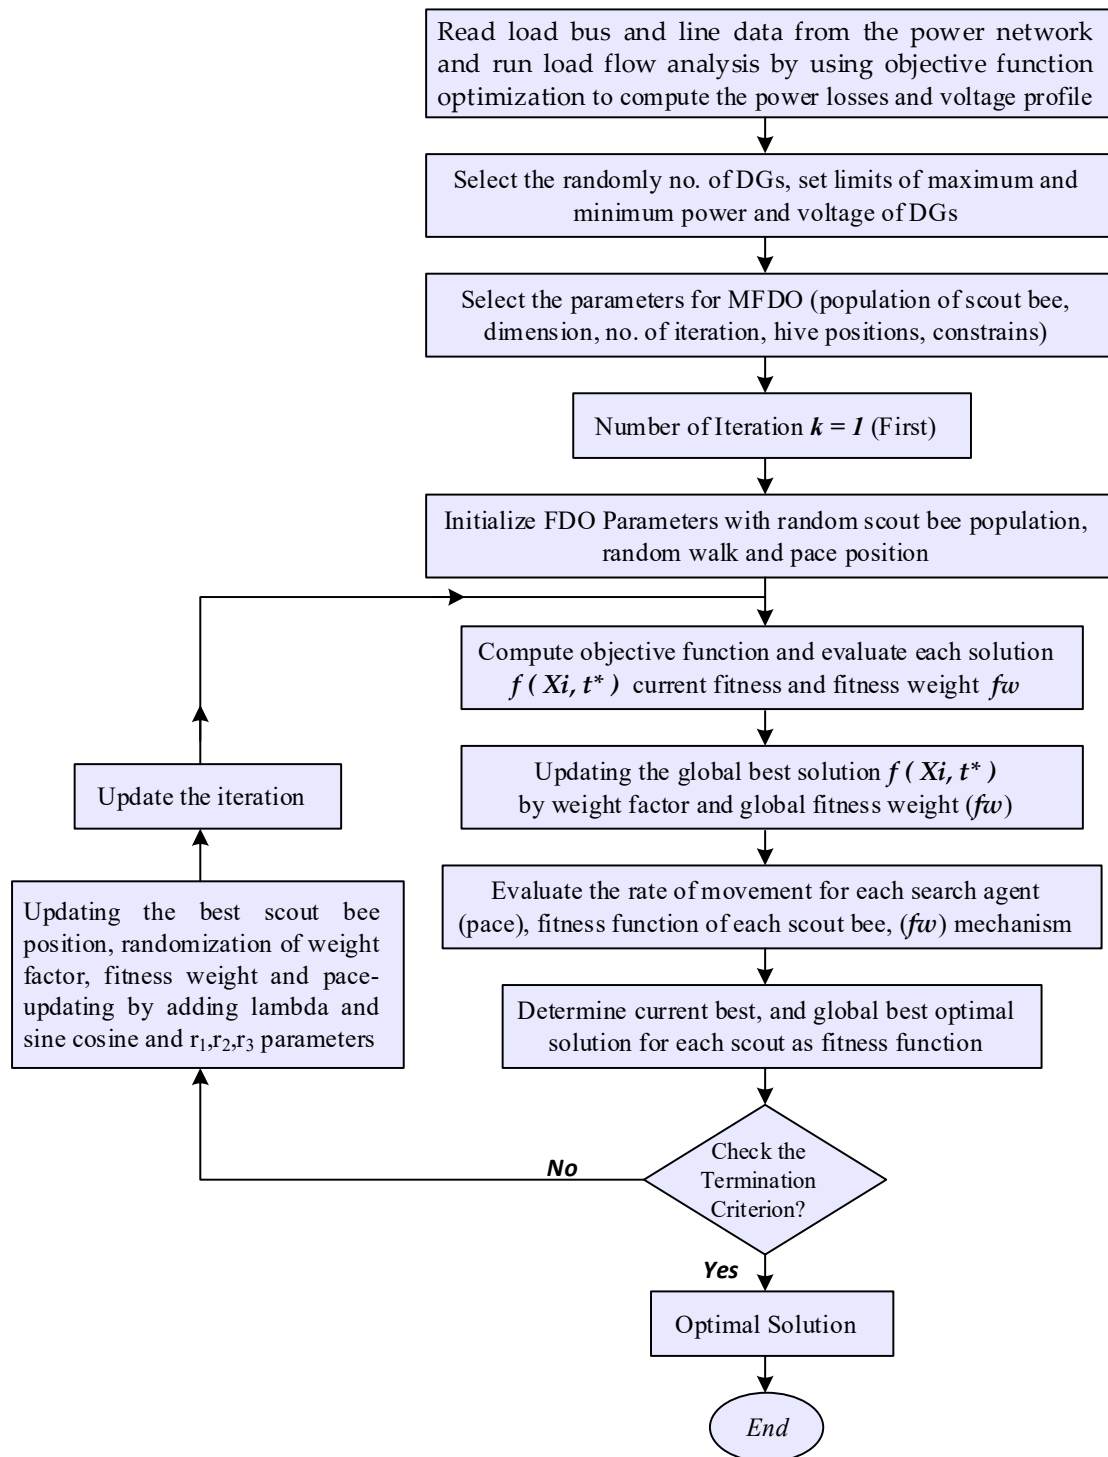 Read load bus and line data from the power network
and run load flow analysis by using objective function
optimization to compute the power losses and voltage profile
Select the randomly no. of DGs, set limits of maximum and
minimum power and voltage of DGs
Select the parameters for MFDO (population of scout bee,
dimension, no. of iteration, hive positions, constrains)
Number of Iteration k = 1 (First)
Initialize FDO Parameters with random scout bee population,
random walk and pace position
Compute objective function and evaluate each solution
f ( Xi, t* ) current fitness and fitness weight fw
Updating the global best solution f ( Xi, t* )
by weight factor and global fitness weight (fw)
Evaluate the rate of movement for each search agent
(pace), fitness function of each scout bee, (fw) mechanism
Determine current best, and global best optimal
solution for each scout as fitness function
Check the
Termination
Criterion?
No
Updating the best scout bee
position, randomization of weight
factor, fitness weight and pace-
updating by adding lambda and
sine cosine and r₁,r₂,r₃ parameters
Update the iteration
Yes
Optimal Solution
End